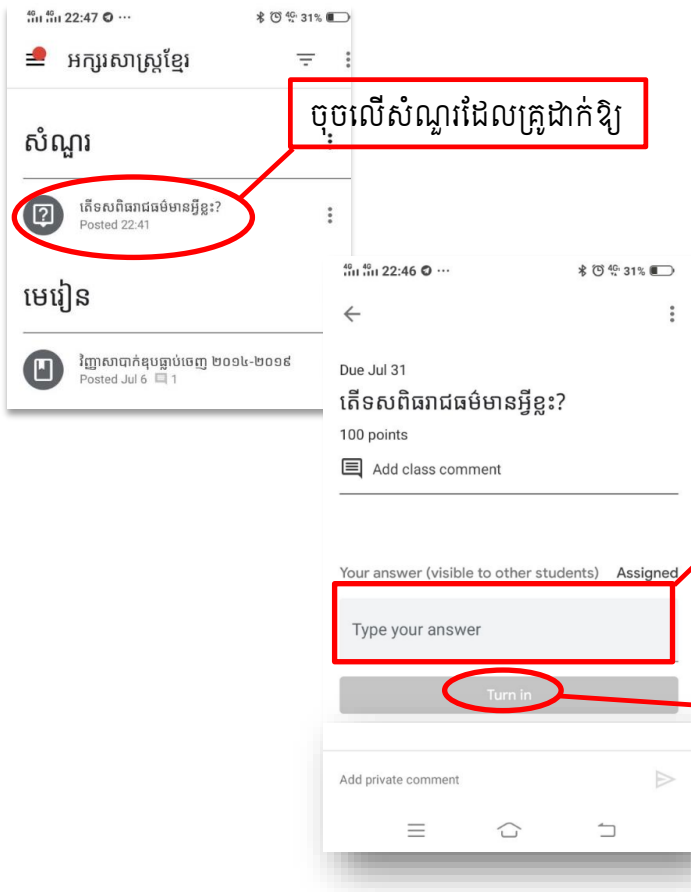 22:47 ··· 4G 31%
អក្សរសាស្ត្រខ្មែរ
ចុចលើសំណួរដែលគ្រូដាក់ឱ្យ
សំណួរ
តើទសពិធរាជធម៌មានអ្វីខ្លះ?
Posted 22:41
មេរៀន
វិញ្ញាសាបាក់ឌុបធ្លាប់ចេញ ២០១៤-២០១៩
Posted Jul 6 1
22:46 ··· 4G 31%
Due Jul 31
តើទសពិធរាជធម៌មានអ្វីខ្លះ?
100 points
Add class comment
Your answer (visible to other students) Assigned
Type your answer
Turn in
Add private comment